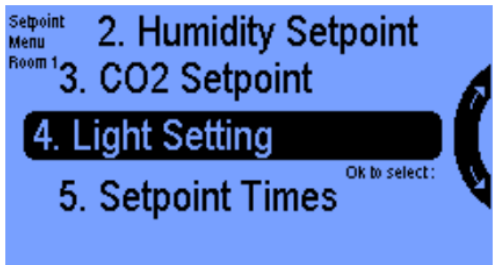 Setpoint
Menu
Room 1
2. Humidity Setpoint
3. CO2 Setpoint
4. Light Setting
Ok to select:
5. Setpoint Times